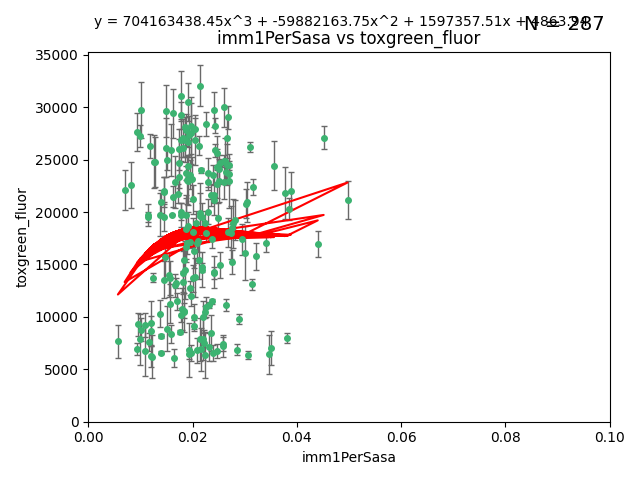 y = 704163438.45x^3 + -59882163.75x^2 + 1597357.51x + 4863.94
N = 287
imm1PerSasa vs toxgreen_fluor
35000
30000
25000
20000
15000
10000
5000
0
toxgreen_fluor
0.00 0.02 0.04 0.06 0.08 0.10
imm1PerSasa